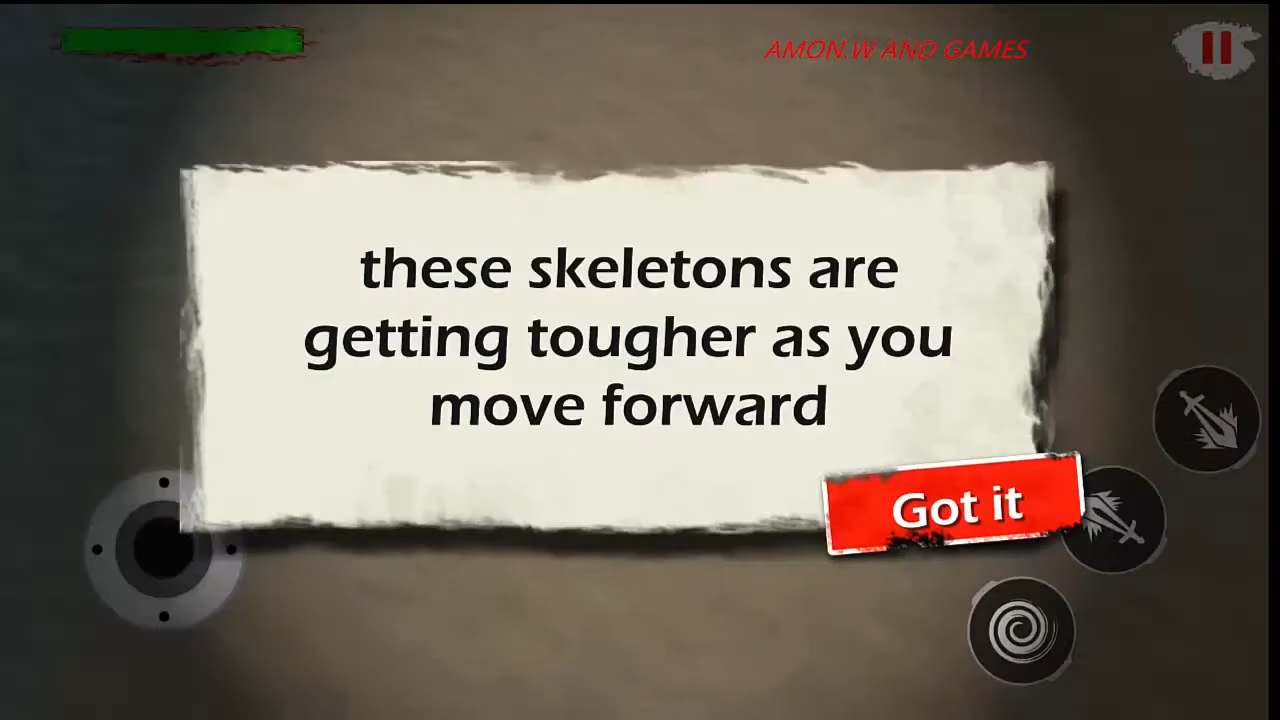 AMON.W AND GAMES
these skeletons are
getting tougher as you
move forward
Got it